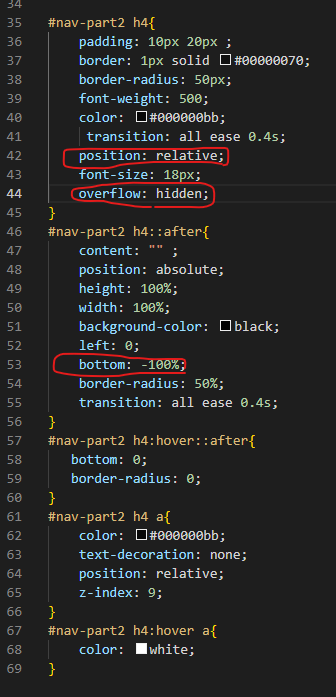 34
35 #nav-part2 h4{
36 padding: 10px 20px ;
37 border: 1px solid #00000070;
38 border-radius: 50px;
39 font-weight: 500;
40 color: #000000bb;
41 transition: all ease 0.4s;
42 position: relative;
43 font-size: 18px;
44 overflow: hidden;
45 }
46 #nav-part2 h4::after{
47 content: "" ;
48 position: absolute;
49 height: 100%;
50 width: 100%;
51 background-color: black;
52 left: 0;
53 bottom: -100%;
54 border-radius: 50%;
55 transition: all ease 0.4s;
56 }
57 #nav-part2 h4:hover::after{
58 bottom: 0;
59 border-radius: 0;
60 }
61 #nav-part2 h4 a{
62 color: #000000bb;
63 text-decoration: none;
64 position: relative;
65 z-index: 9;
66 }
67 #nav-part2 h4:hover a{
68 color: white;
69 }